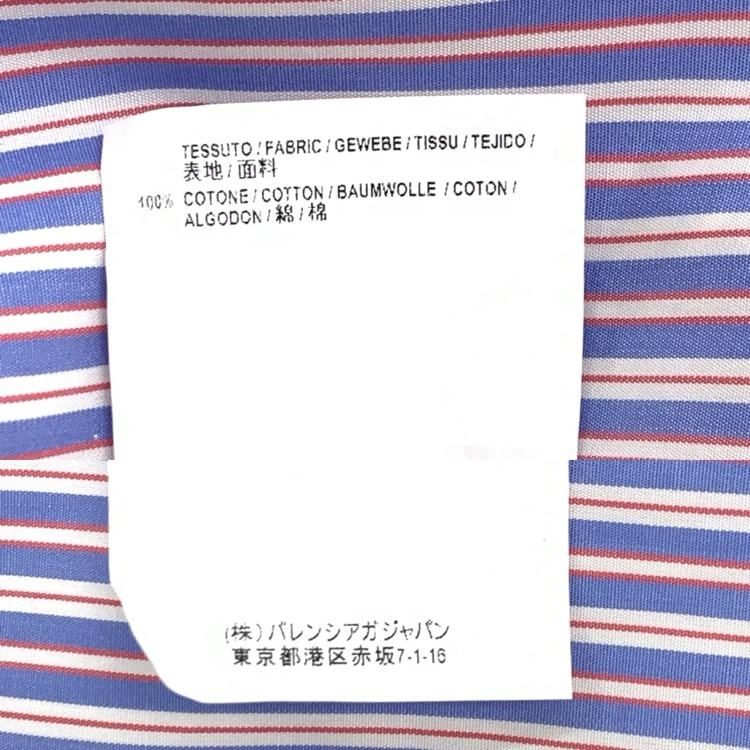 TESSUTO / FABRIC / GEWEBE / TISSU / TEJIDO /
表地 / 面料
100% COTONE / COTTON / BAUMWOLLE / COTON /
ALGODON / 綿 / 棉
(株)バレンシアガジャパン
東京都港区赤坂7-1-16